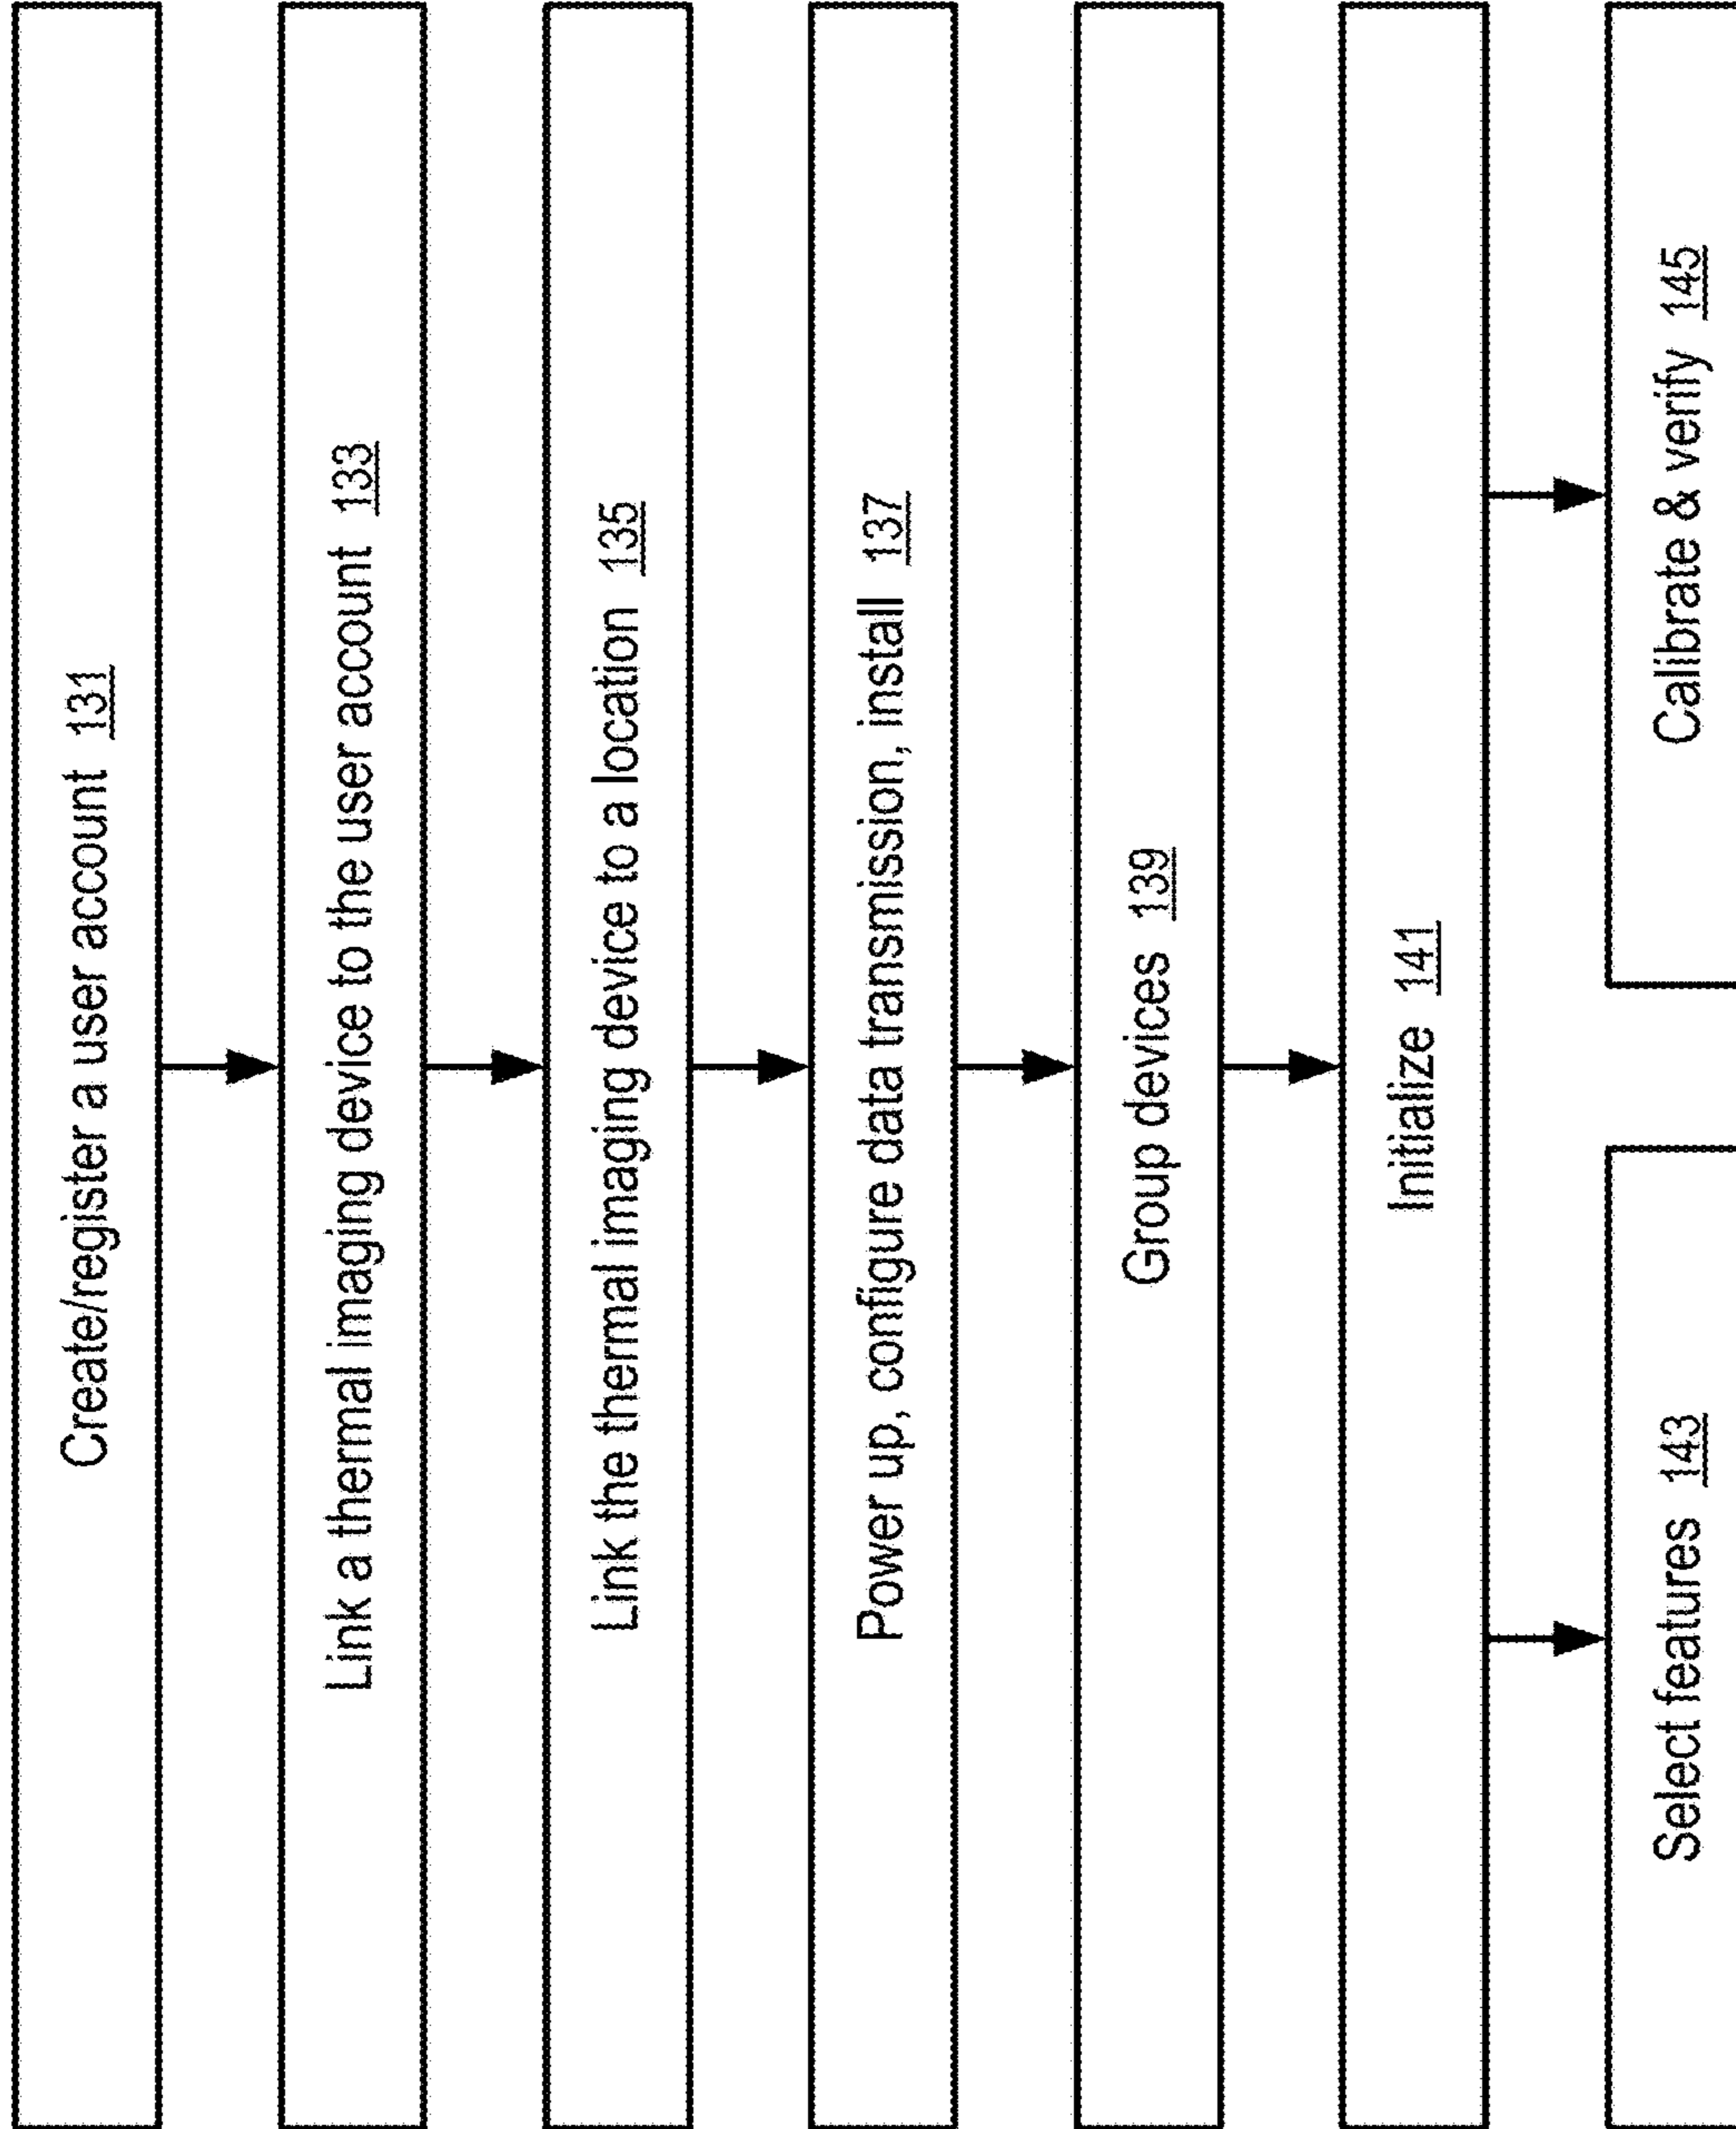 Create/register a user account 131
Link a thermal imaging device to the user account 133
Link the thermal imaging device to a location 135
Power up, configure data transmission, install 137
Group devices 139
Initialize 141
Select features 143
Calibrate & verify 145